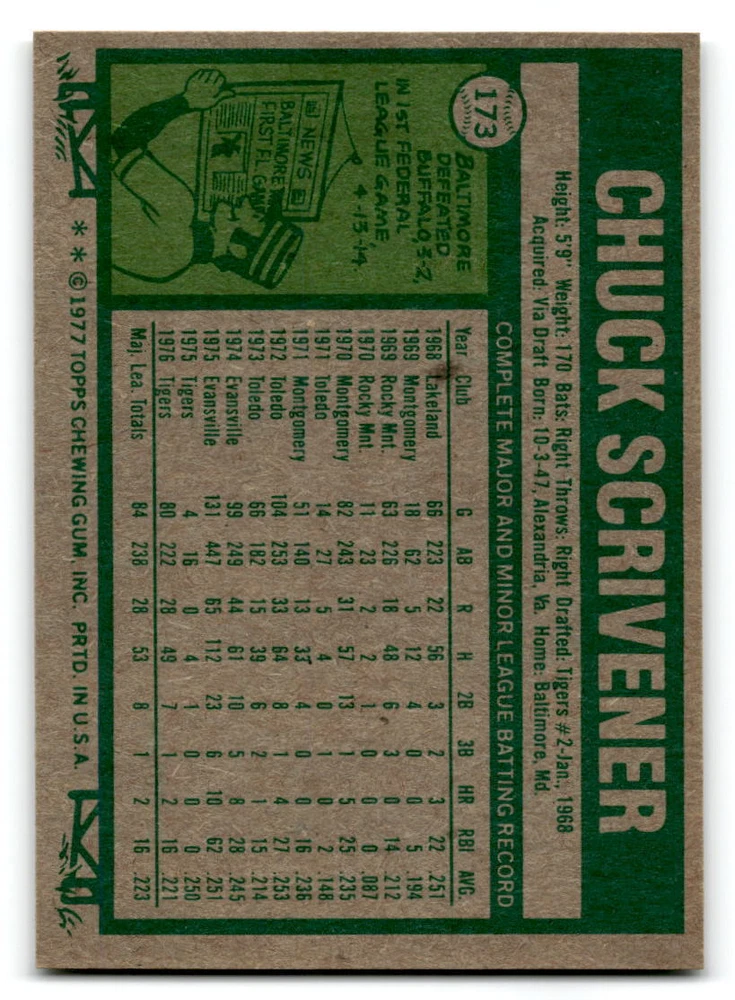 CHUCK SCRIVENER
Height: 5'9" Weight: 170 Bats: Right Throws: Right Drafted: Tigers #2-Jan., 1968
Acquired: Via Draft Born: 10-3-47, Alexandria, Va. Home: Baltimore, Md.
173
BALTIMORE
DEFEATED
BUFFALO, 3-2,
IN 1ST FEDERAL
LEAGUE GAME,
4-13-14.
NEWS
BALTIMORE
FIRST F.L. GAME
COMPLETE MAJOR AND MINOR LEAGUE BATTING RECORD
Year Club G AB R H 2B 3B HR RBI AVG.
1968 Lakeland 66 223 22 56 3 2 3 22 .251
1969 Montgomery 18 62 5 12 4 0 0 5 .194
1969 Rocky Mnt. 63 226 18 48 6 3 0 14 .212
1970 Rocky Mnt. 11 23 2 2 1 0 0 0 .087
1970 Montgomery 82 243 31 57 13 0 5 25 .235
1971 Toledo 14 27 5 4 0 1 0 2 .148
1971 Montgomery 51 140 13 33 4 0 4 16 .236
1972 Toledo 104 253 33 64 6 1 4 27 .253
1973 Toledo 66 182 15 39 6 2 1 15 .214
1974 Evansville 99 249 44 61 10 5 8 28 .245
1975 Evansville 131 447 65 112 23 6 10 62 .251
1975 Tigers 4 16 0 4 1 0 0 0 .250
1976 Tigers 80 222 28 49 7 1 2 16 .221
Maj. Lea. Totals 84 238 28 53 8 1 2 16 .223
* * © 1977 TOPPS CHEWING GUM, INC. PRTD. IN U.S.A.